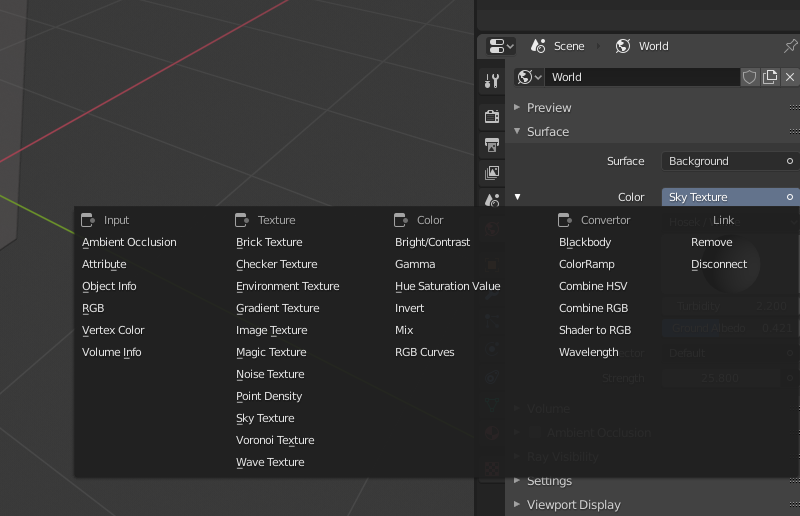 Scene World
World
Preview
Surface
Surface Background
Color Sky Texture
Input Texture Color Convertor Link
Ambient Occlusion Brick Texture Bright/Contrast Blackbody Remove
Attribute Checker Texture Gamma ColorRamp Disconnect
Object Info Environment Texture Hue Saturation Value Combine HSV
RGB Gradient Texture Invert Combine RGB
Turbidity 2.200
Vertex Color Image Texture Mix Shader to RGB
0.421
Volume Info Magic Texture RGB Curves Wavelength
Default
Noise Texture
Strength
Point Density
Volume
Sky Texture
Ambient Occlusion
Voronoi Texture
Ray Visibility
Wave Texture
Settings
Viewport Display